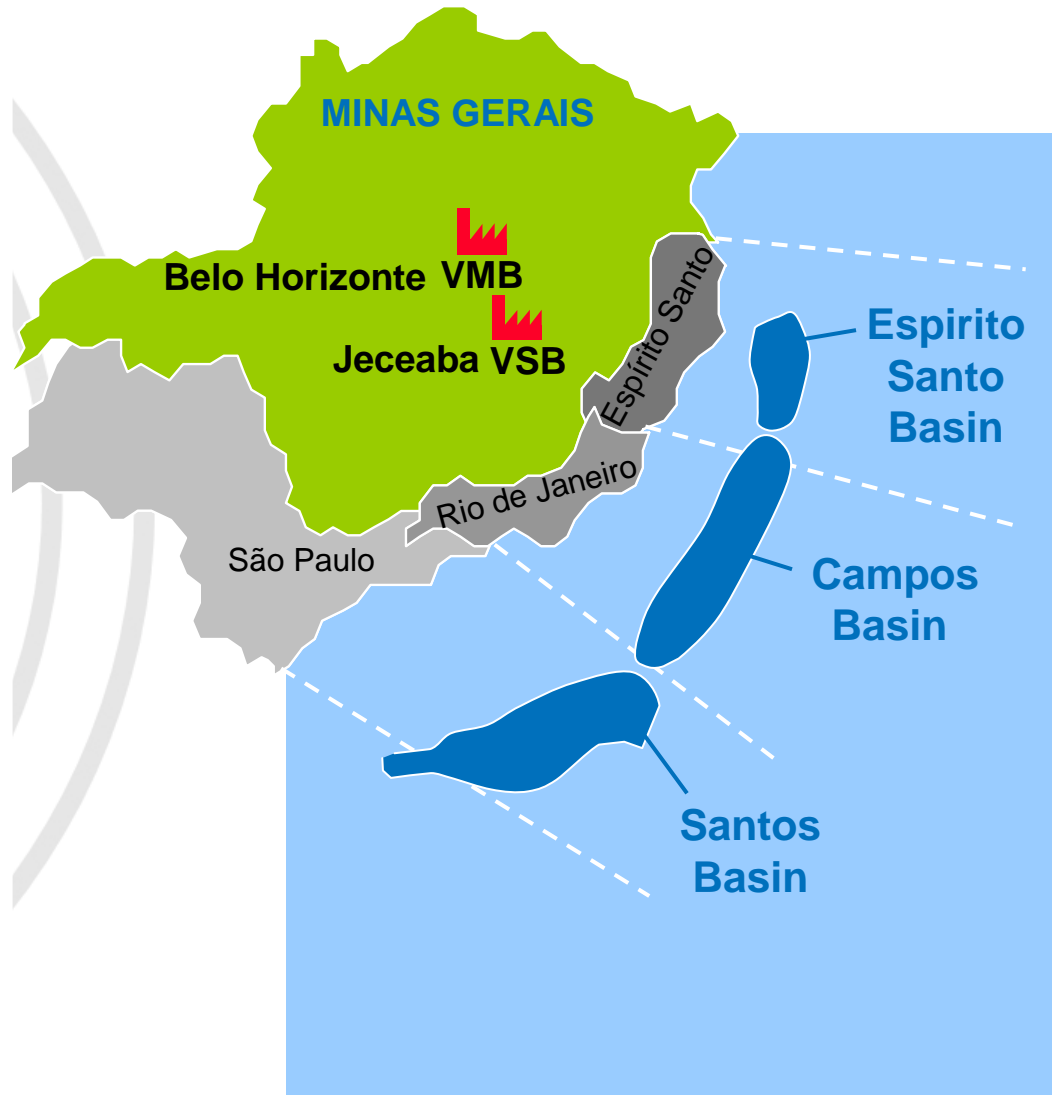 MINAS GERAIS
Belo Horizonte VMB
Jeceaba VSB
Espírito Santo
Rio de Janeiro
São Paulo
Espirito
Santo
Basin
Campos
Basin
Santos
Basin